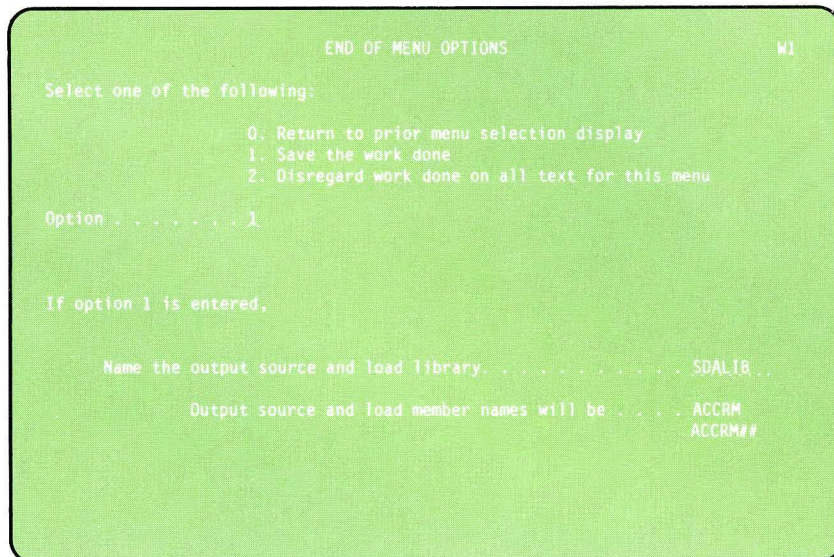 END OF MENU OPTIONS W1
Select one of the following:
0. Return to prior menu selection display
1. Save the work done
2. Disregard work done on all text for this menu
Option . . . . . . . 1
If option 1 is entered,
Name the output source and load library. . . . . . . . . . . SDALIB
Output source and load member names will be . . . . ACCRM
ACCRM##